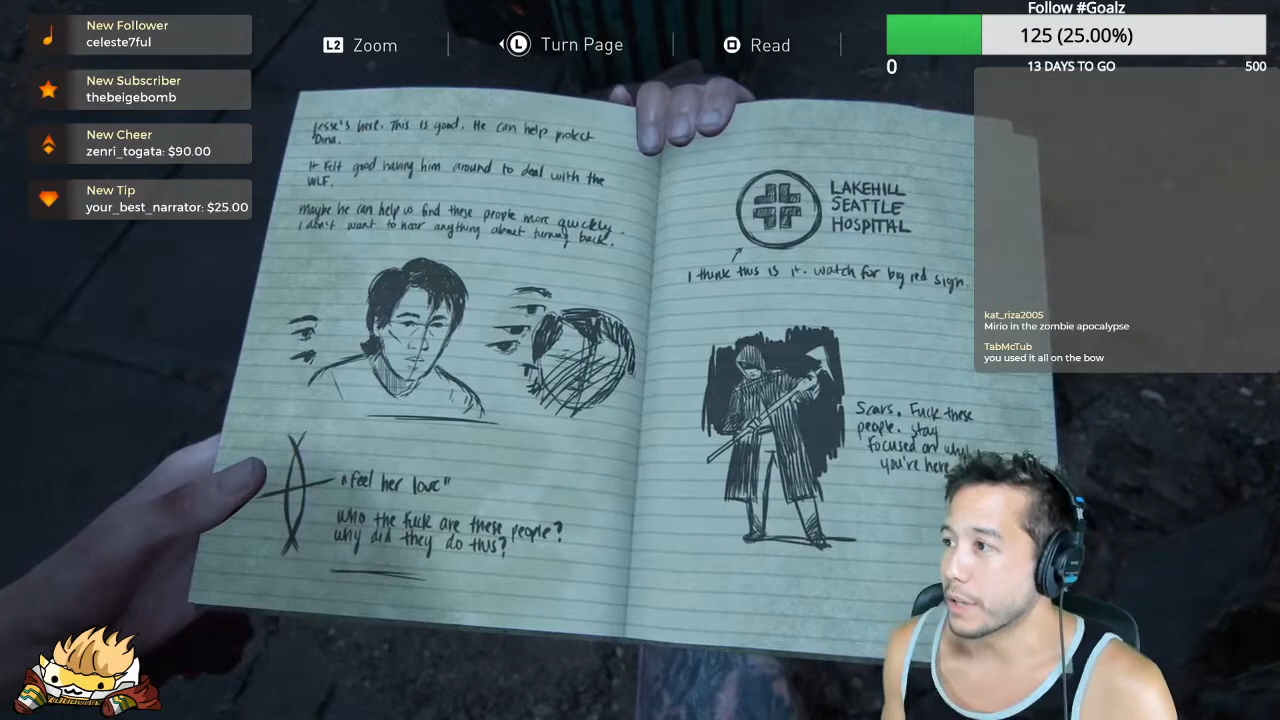 New Follower
celeste7ful
New Subscriber
thebeigebomb
New Cheer
zenri_togata: $90.00
New Tip
your_best_narrator: $25.00
L2 Zoom
L Turn Page
Read
Follow #Goalz
125 (25.00%)
0
13 DAYS TO GO
500
kat_riza2005
Mirio in the zombie apocalypse
TabMcTub
you used it all on the bow
Jesse's here. This is good. He can help protect
Dina.
It felt good having him around to deal with the
WLF.
maybe he can help us find these people more quickly.
I don't want to hear anything about turning back.
"Feel her love"
who the fuck are these people?
why did they do this?
LAKEHILL
SEATTLE
HOSPITAL
I think this is it. watch for big red sign.
Scars. Fuck these
people. stay
focused on why
you're here